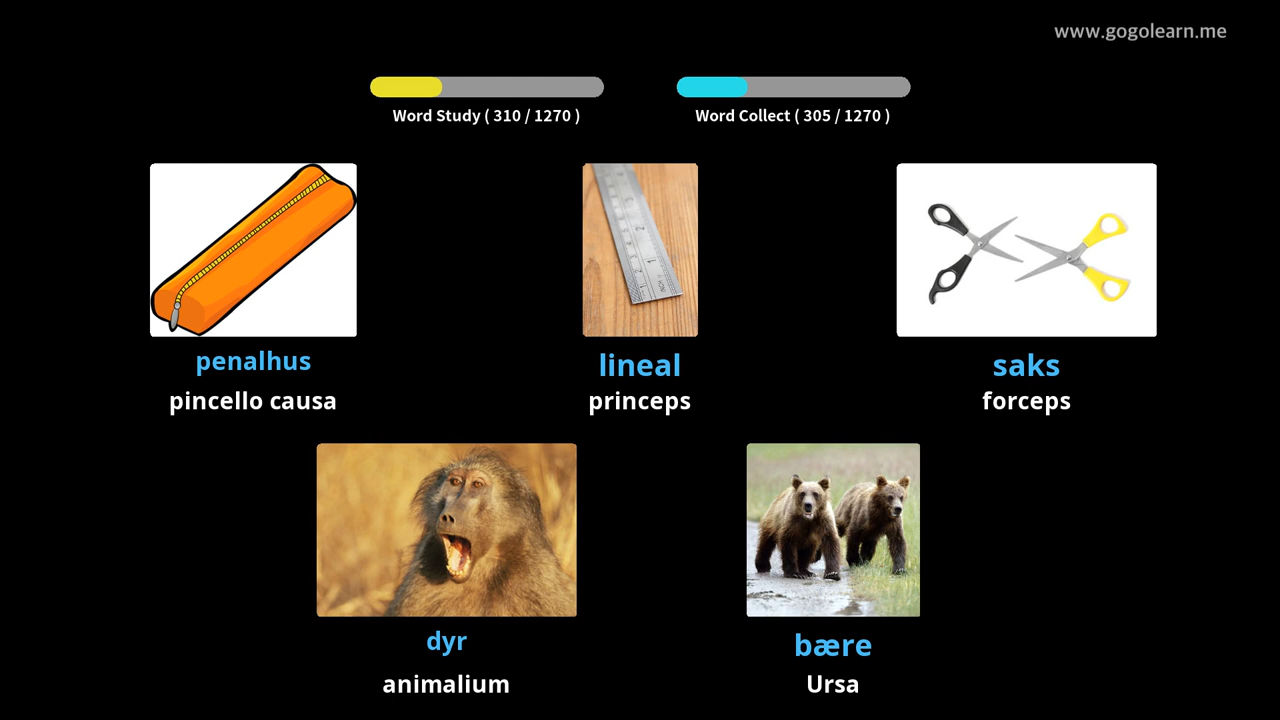 www.gogolearn.me
Word Study ( 310 / 1270 )
Word Collect ( 305 / 1270 )
penalhus
lineal
saks
pincello causa
princeps
forceps
dyr
bære
animalium
Ursa